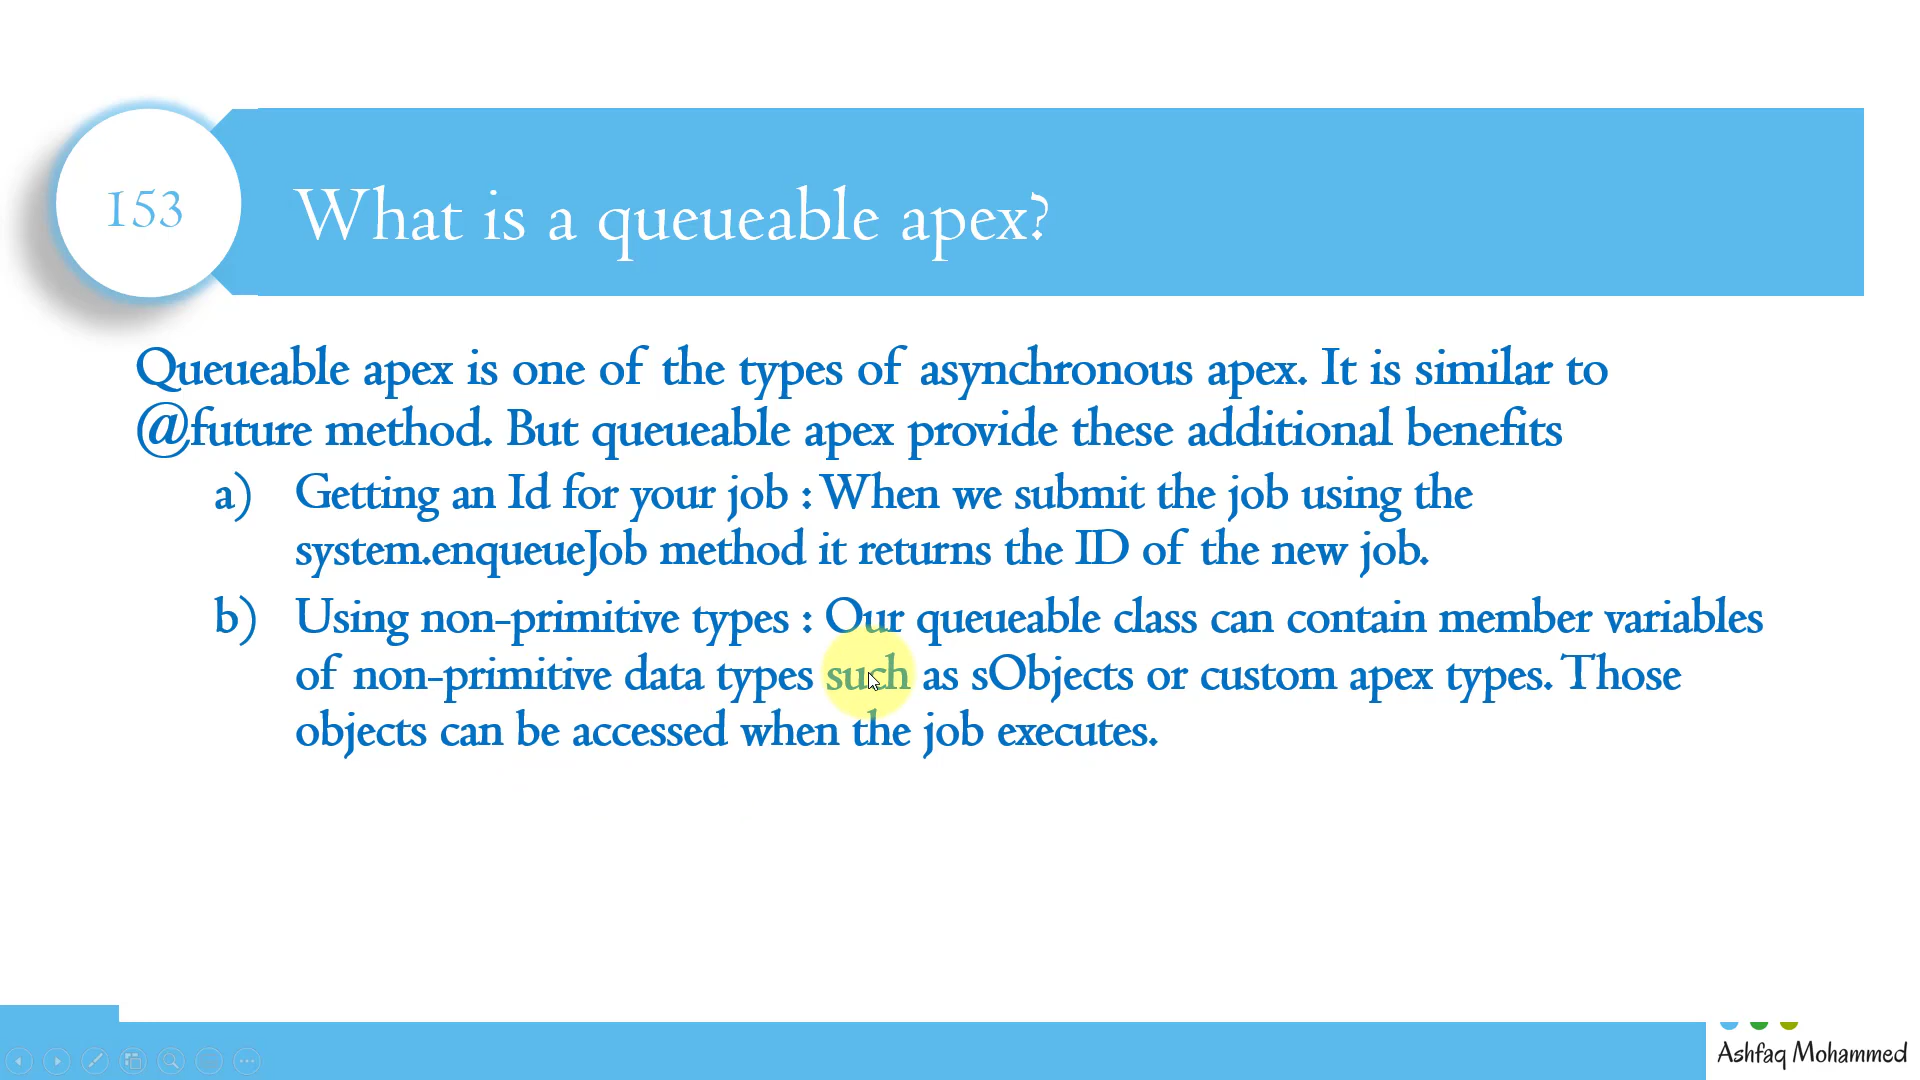 153
What is a queueable apex?
Queueable apex is one of the types of asynchronous apex. It is similar to
@future method. But queueable apex provide these additional benefits
a) Getting an Id for your job : When we submit the job using the
system.enqueueJob method it returns the ID of the new job.
b) Using non-primitive types : Our queueable class can contain member variables
of non-primitive data types such as sObjects or custom apex types. Those
objects can be accessed when the job executes.
Ashfaq Mohammed